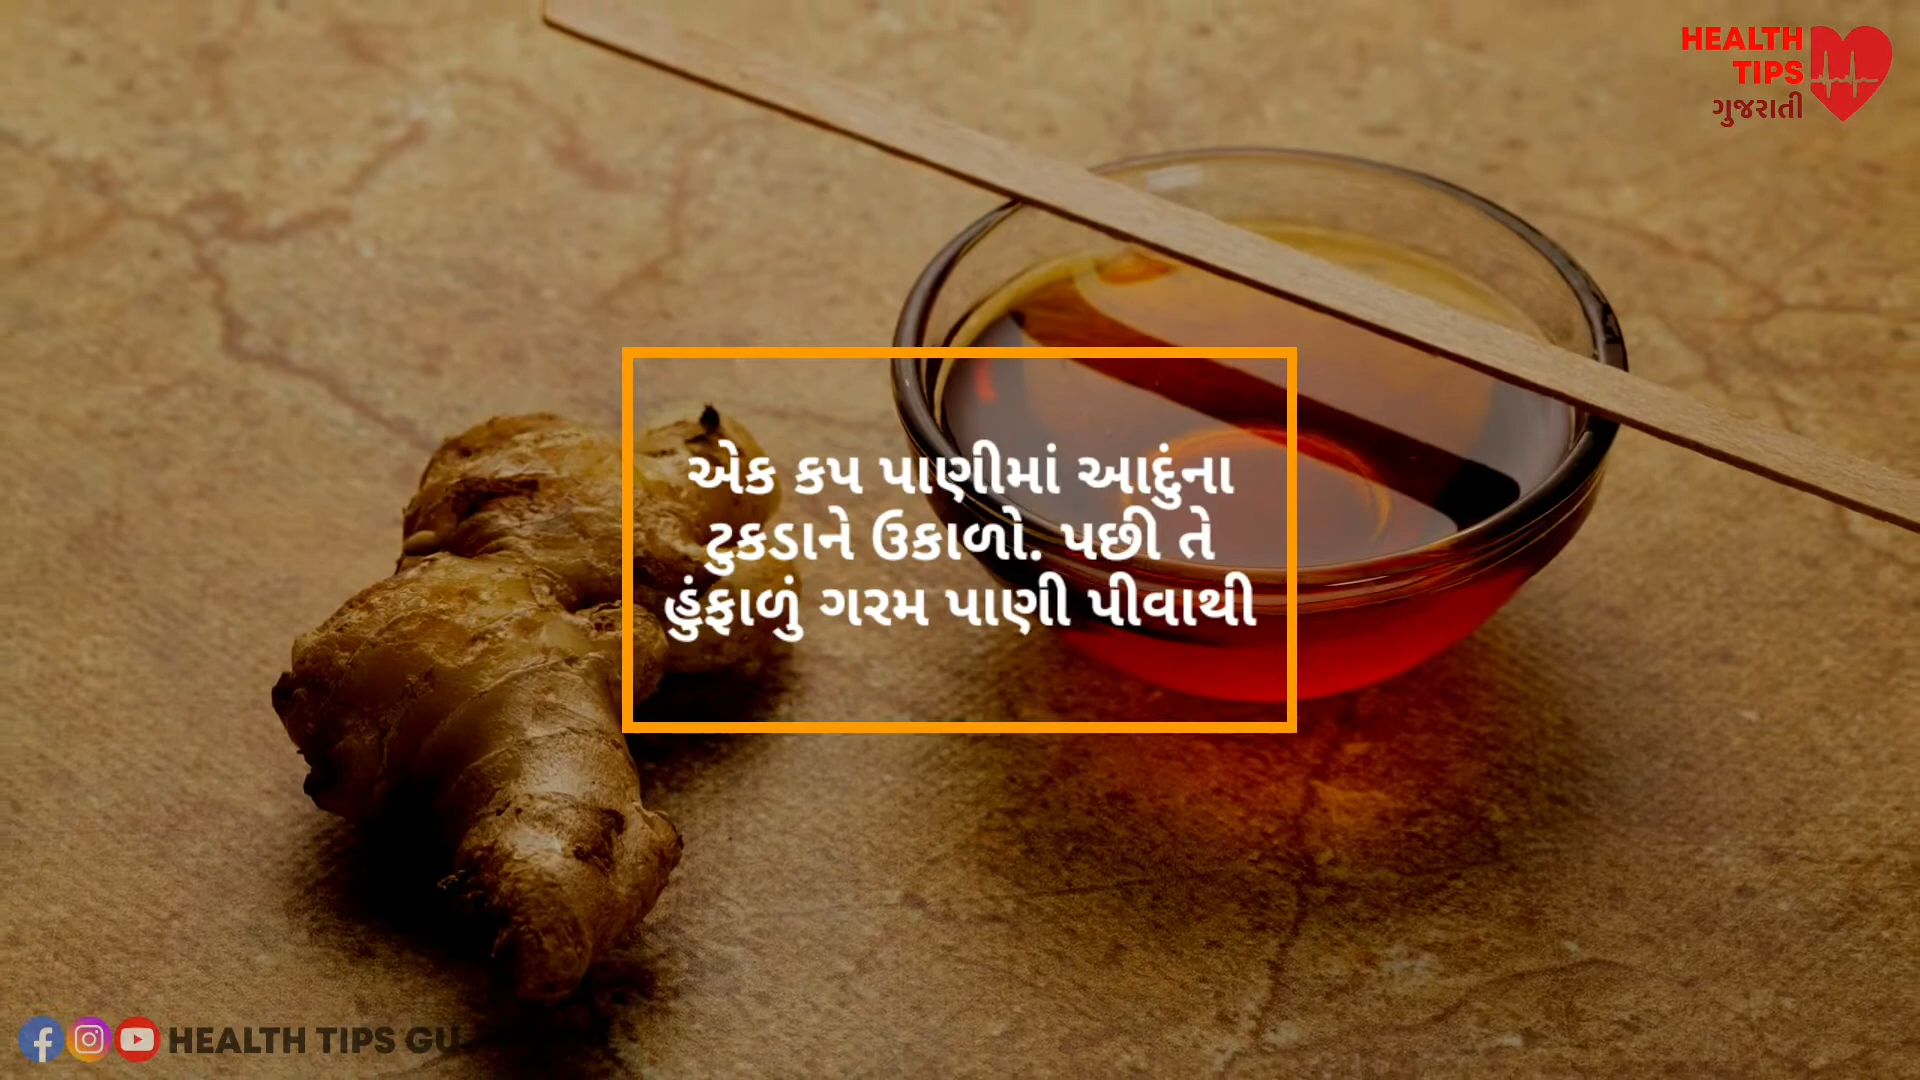 HEALTH
TIPS
ગુજરાતી
એક કપ પાણીમાં આદુંના
ટુકડાને ઉકાળો. પછી તે
હુંફાળું ગરમ પાણી પીવાથી
HEALTH TIPS GU